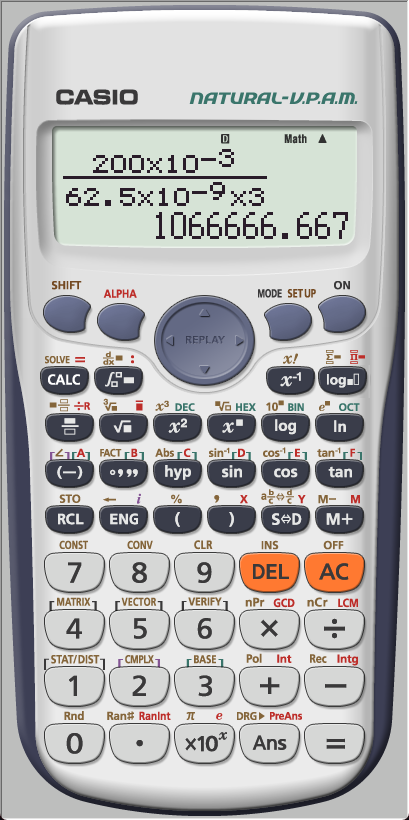 CASIO NATURAL-V.P.A.M.
D Math ▲
200×10⁻³
62.5×10⁻⁹×3
1066666.667
SHIFT ALPHA MODE SETUP ON
REPLAY
SOLVE = d/dx■ : x! Σ■ Π■
CALC ∫■ x⁻¹ log■□
■■/■ ÷R ³√■ x³ DEC ■√■ HEX 10■ BIN e■ OCT
■/■ √■ x² x■ log ln
∠ A FACT B Abs C sin⁻¹ D cos⁻¹ E tan⁻¹ F
(−) °,,, hyp sin cos tan
STO ← i % , X a b/c⇔d/c Y M− M
RCL ENG ( ) S⇔D M+
CONST CONV CLR INS OFF
7 8 9 DEL AC
MATRIX VECTOR VERIFY nPr GCD nCr LCM
4 5 6 × ÷
STAT/DIST CMPLX BASE Pol Int Rec Intg
1 2 3 + −
Rnd Ran# RanInt π e DRG▶ PreAns
0 • ×10ˣ Ans =